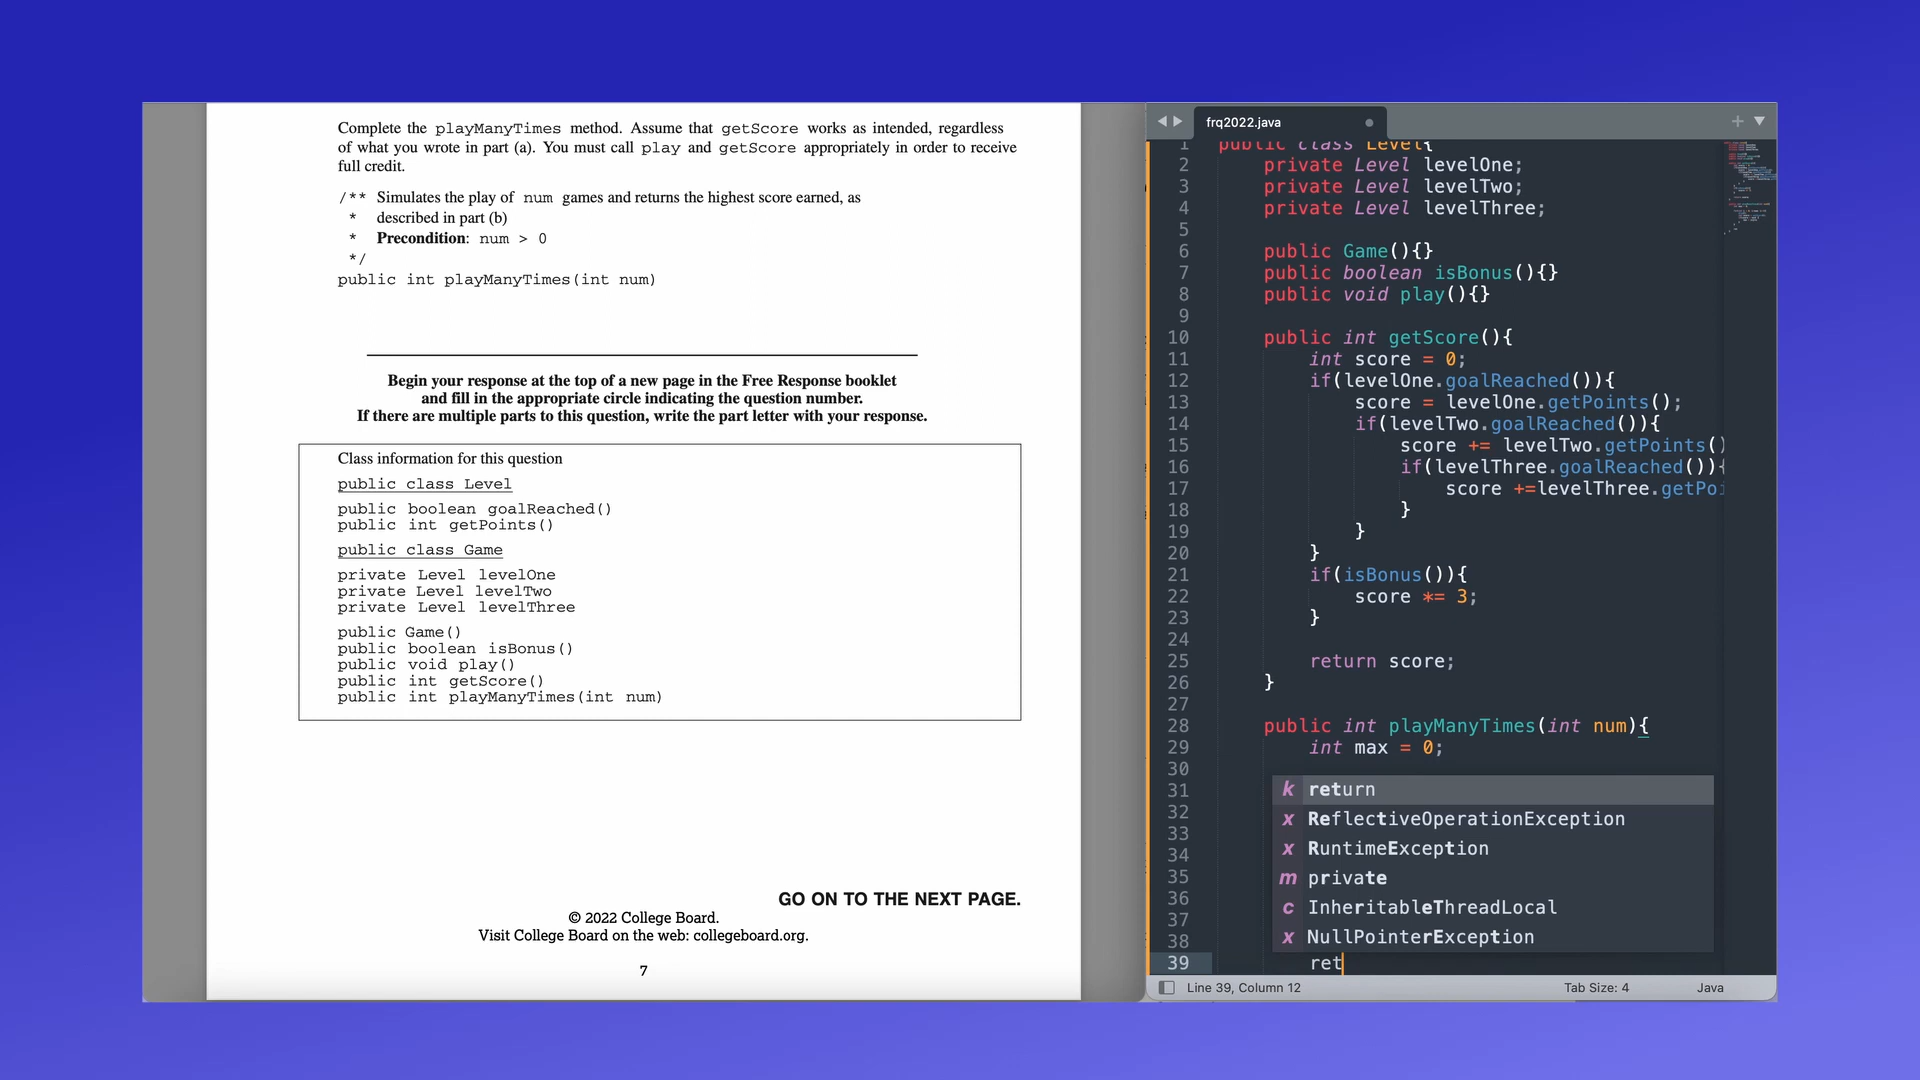 Complete the playManyTimes method. Assume that getScore works as intended, regardless
of what you wrote in part (a). You must call play and getScore appropriately in order to receive
full credit.
/** Simulates the play of num games and returns the highest score earned, as
* described in part (b)
* Precondition: num > 0
*/
public int playManyTimes(int num)
Begin your response at the top of a new page in the Free Response booklet
and fill in the appropriate circle indicating the question number.
If there are multiple parts to this question, write the part letter with your response.
Class information for this question
public class Level
public boolean goalReached()
public int getPoints()
public class Game
private Level levelOne
private Level levelTwo
private Level levelThree
public Game()
public boolean isBonus()
public void play()
public int getScore()
public int playManyTimes(int num)
GO ON TO THE NEXT PAGE.
© 2022 College Board.
Visit College Board on the web: collegeboard.org.
7
frq2022.java
1 public class Level{
2 private Level levelOne;
3 private Level levelTwo;
4 private Level levelThree;
5
6 public Game(){}
7 public boolean isBonus(){}
8 public void play(){}
9
10 public int getScore(){
11 int score = 0;
12 if(levelOne.goalReached()){
13 score = levelOne.getPoints();
14 if(levelTwo.goalReached()){
15 score += levelTwo.getPoints()
16 if(levelThree.goalReached()){
17 score +=levelThree.getPoi
18 }
19 }
20 }
21 if(isBonus()){
22 score *= 3;
23 }
24
25 return score;
26 }
27
28 public int playManyTimes(int num){
29 int max = 0;
30
31 k return
32 x ReflectiveOperationException
33 x RuntimeException
34
35 m private
36 c InheritableThreadLocal
37
38 x NullPointerException
39 ret
Line 39, Column 12
Tab Size: 4
Java